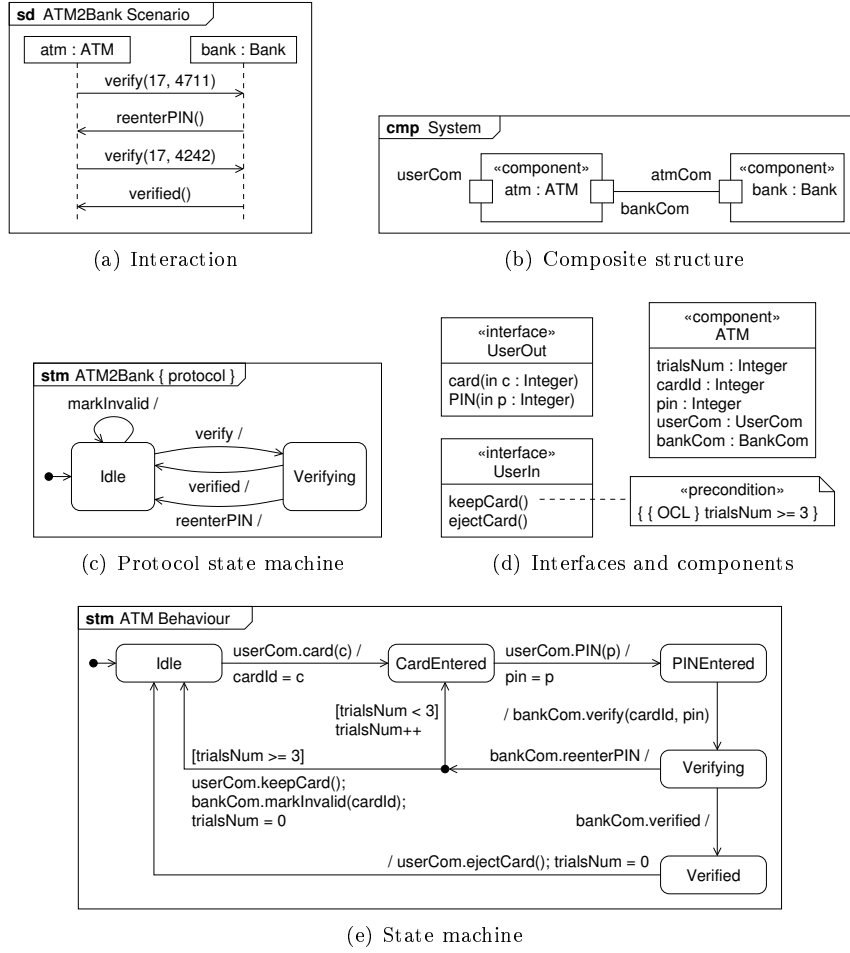 sd ATM2Bank Scenario
atm : ATM
bank : Bank
verify(17, 4711)
reenterPIN()
verify(17, 4242)
verified()
(a) Interaction
cmp System
userCom
«component»
atm : ATM
atmCom
bankCom
«component»
bank : Bank
(b) Composite structure
stm ATM2Bank { protocol }
markInvalid /
Idle
verify /
verified /
reenterPIN /
Verifying
(c) Protocol state machine
«interface»
UserOut
card(in c : Integer)
PIN(in p : Integer)
«interface»
UserIn
keepCard()
ejectCard()
«component»
ATM
trialsNum : Integer
cardId : Integer
pin : Integer
userCom : UserCom
bankCom : BankCom
«precondition»
{ { OCL } trialsNum >= 3 }
(d) Interfaces and components
stm ATM Behaviour
Idle
userCom.card(c) /
cardId = c
CardEntered
userCom.PIN(p) /
pin = p
PINEntered
[trialsNum < 3]
trialsNum++
/ bankCom.verify(cardId, pin)
[trialsNum >= 3]
userCom.keepCard();
bankCom.markInvalid(cardId);
trialsNum = 0
bankCom.reenterPIN /
Verifying
bankCom.verified /
/ userCom.ejectCard(); trialsNum = 0
Verified
(e) State machine